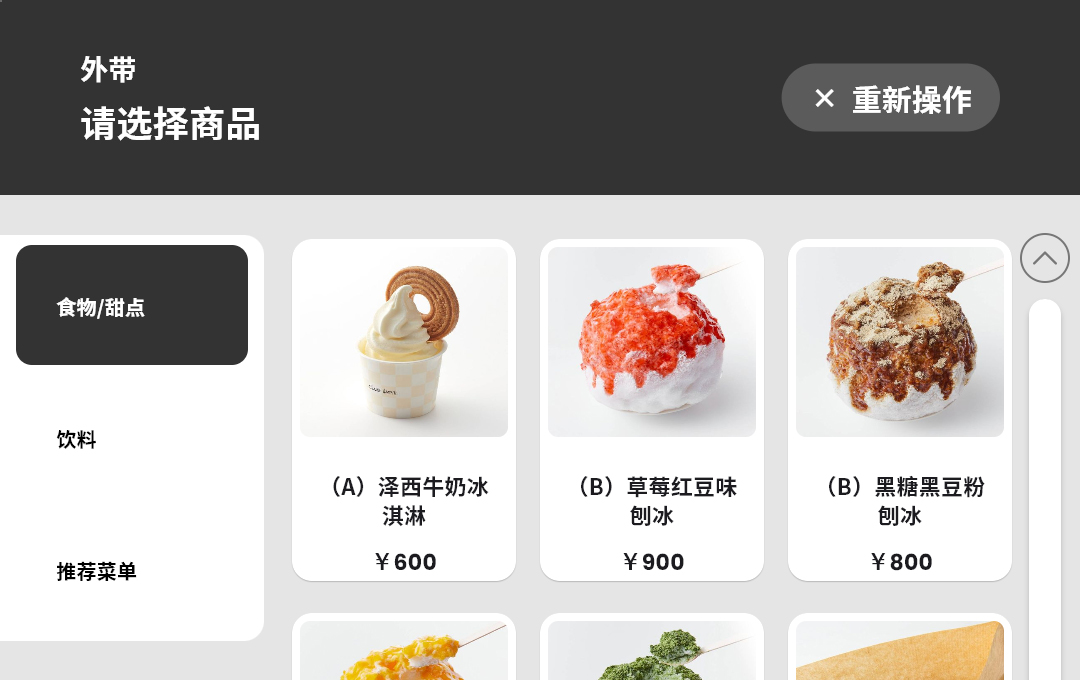 外带
请选择商品
重新操作
食物/甜点
饮料
推荐菜单
（A）泽西牛奶冰
淇淋
￥600
（B）草莓红豆味
刨冰
￥900
（B）黑糖黑豆粉
刨冰
￥800